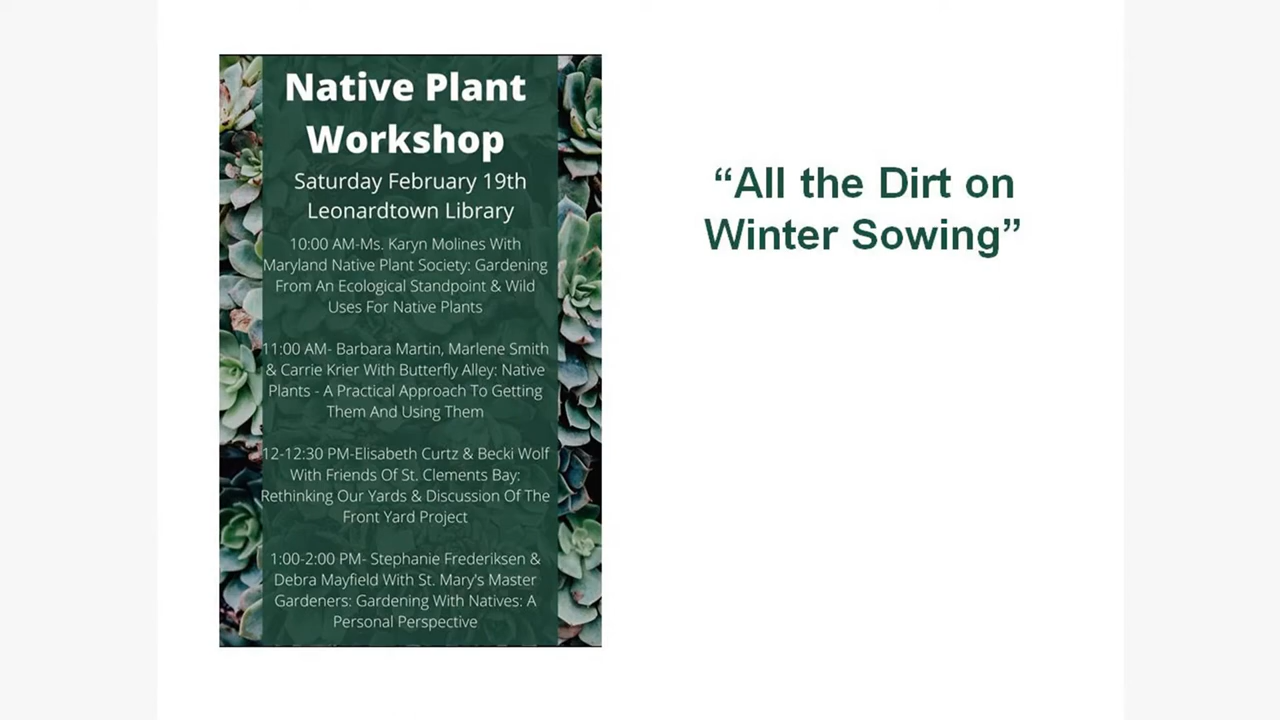 Native Plant
Workshop
Saturday February 19th
Leonardtown Library
10:00 AM-Ms. Karyn Molines With
Maryland Native Plant Society: Gardening
From An Ecological Standpoint & Wild
Uses For Native Plants
11:00 AM- Barbara Martin, Marlene Smith
& Carrie Krier With Butterfly Alley: Native
Plants - A Practical Approach To Getting
Them And Using Them
12-12:30 PM-Elisabeth Curtz & Becki Wolf
With Friends Of St. Clements Bay:
Rethinking Our Yards & Discussion Of The
Front Yard Project
1:00-2:00 PM- Stephanie Frederiksen &
Debra Mayfield With St. Mary's Master
Gardeners: Gardening With Natives: A
Personal Perspective
“All the Dirt on
Winter Sowing”